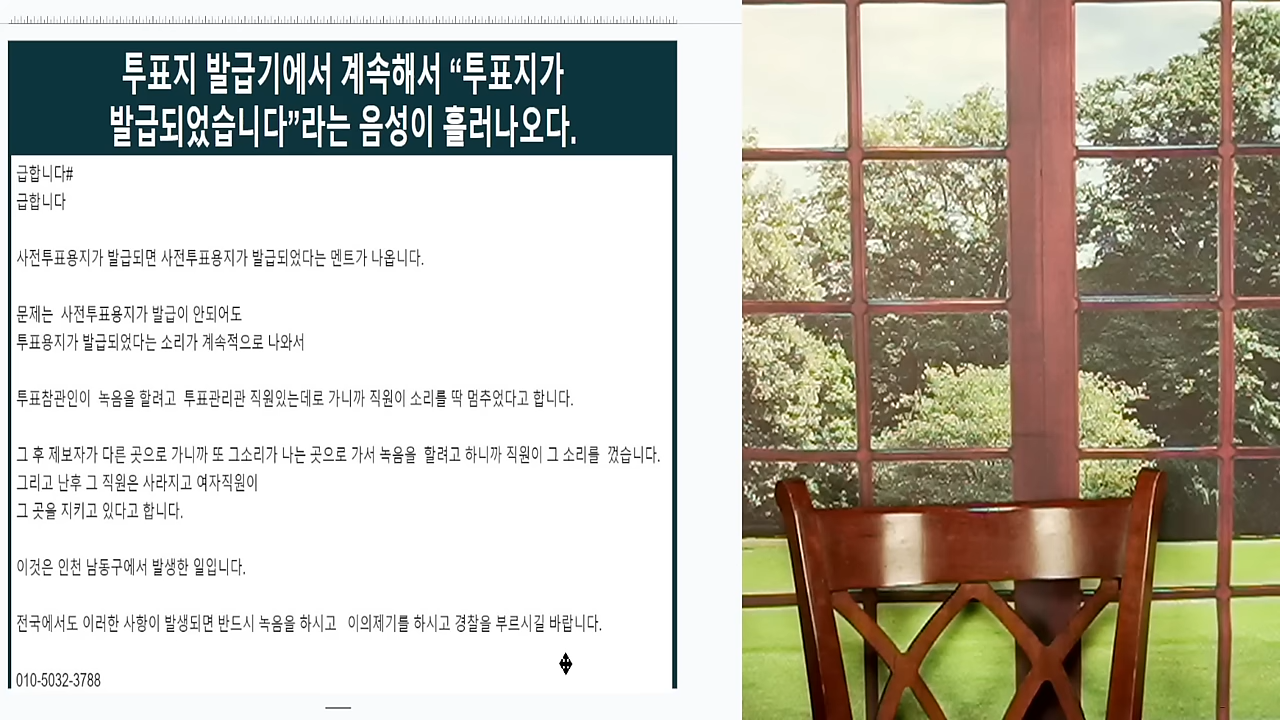 투표지 발급기에서 계속해서 “투표지가
발급되었습니다”라는 음성이 흘러나오다.
급합니다#
급합니다
사전투표용지가 발급되면 사전투표용지가 발급되었다는 멘트가 나옵니다.
문제는  사전투표용지가 발급이 안되어도
투표용지가 발급되었다는 소리가 계속적으로 나와서
투표참관인이  녹음을 할려고  투표관리관 직원있는데로 가니까 직원이 소리를 딱 멈추었다고 합니다.
그 후 제보자가 다른 곳으로 가니까 또 그소리가 나는 곳으로 가서 녹음을  할려고 하니까 직원이 그 소리를  껐습니다.
그리고 난후 그 직원은 사라지고 여자직원이
그 곳을 지키고 있다고 합니다.
이것은 인천 남동구에서 발생한 일입니다.
전국에서도 이러한 사항이 발생되면 반드시 녹음을 하시고   이의제기를 하시고 경찰을 부르시길 바랍니다.
010-5032-3788